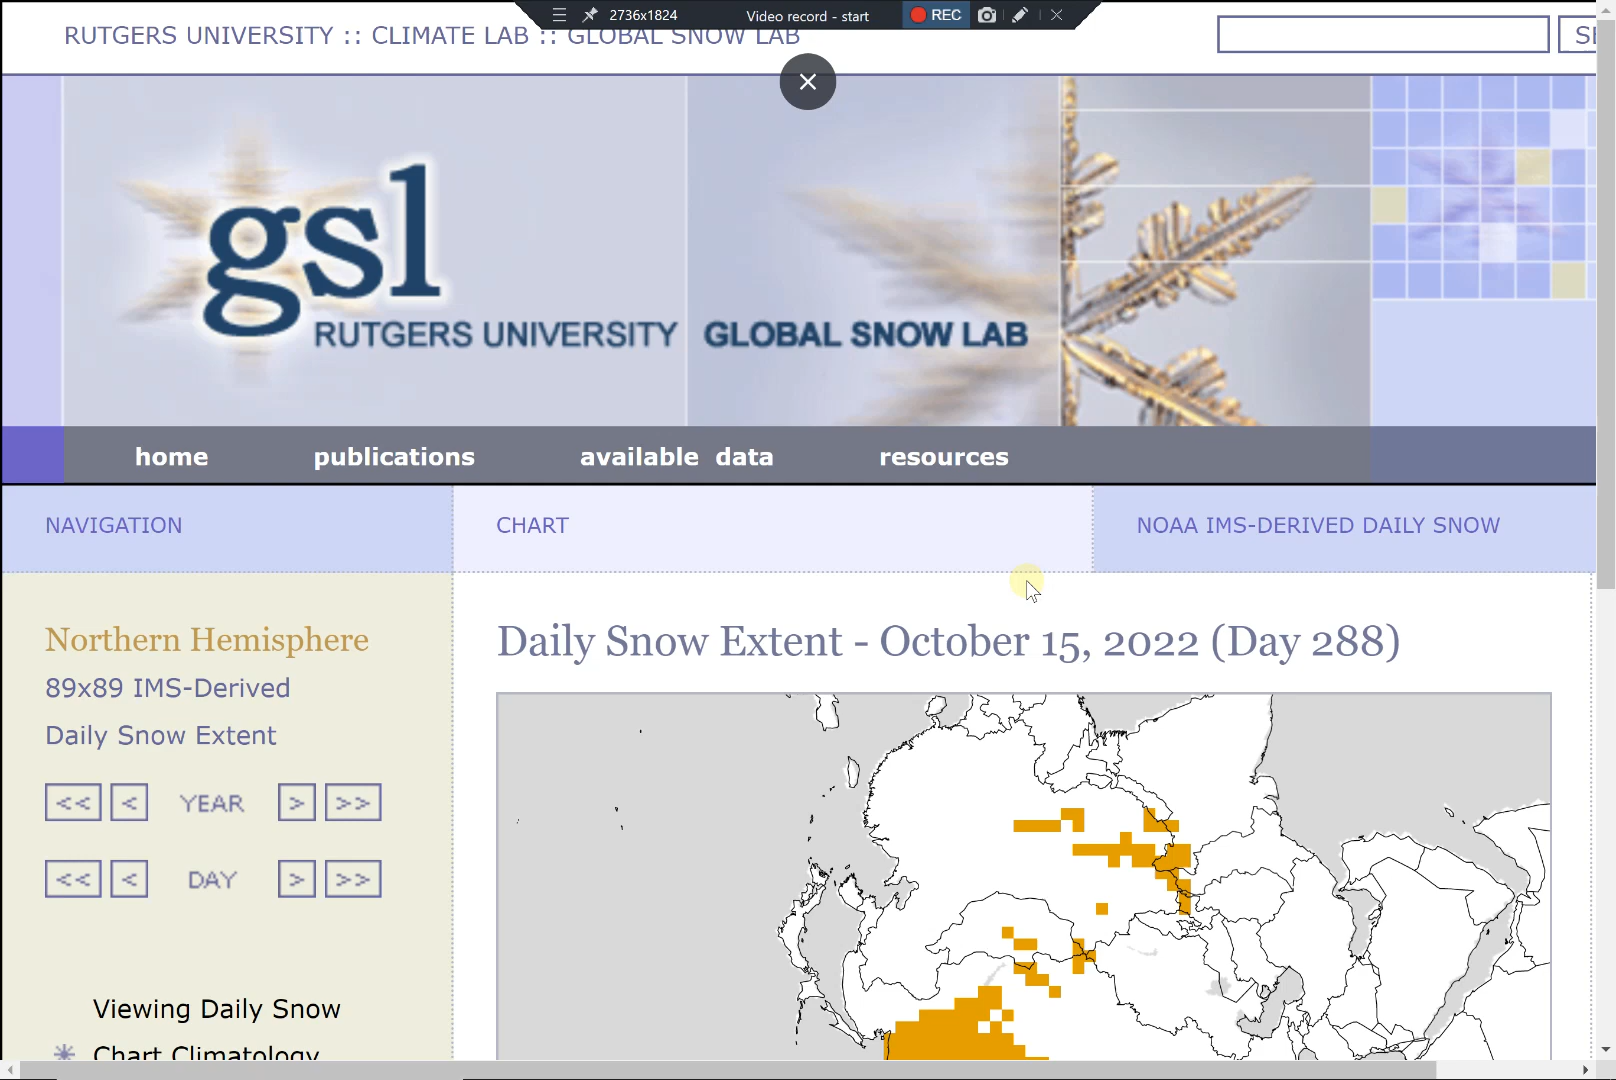 2736x1824
Video record - start
REC
RUTGERS UNIVERSITY :: CLIMATE LAB :: GLOBAL SNOW LAB
gsl
RUTGERS UNIVERSITY GLOBAL SNOW LAB
home publications available data resources
NAVIGATION
CHART
NOAA IMS-DERIVED DAILY SNOW
Northern Hemisphere
89x89 IMS-Derived
Daily Snow Extent
<< < YEAR > >>
<< < DAY > >>
Viewing Daily Snow
Chart Climatology
Daily Snow Extent - October 15, 2022 (Day 288)